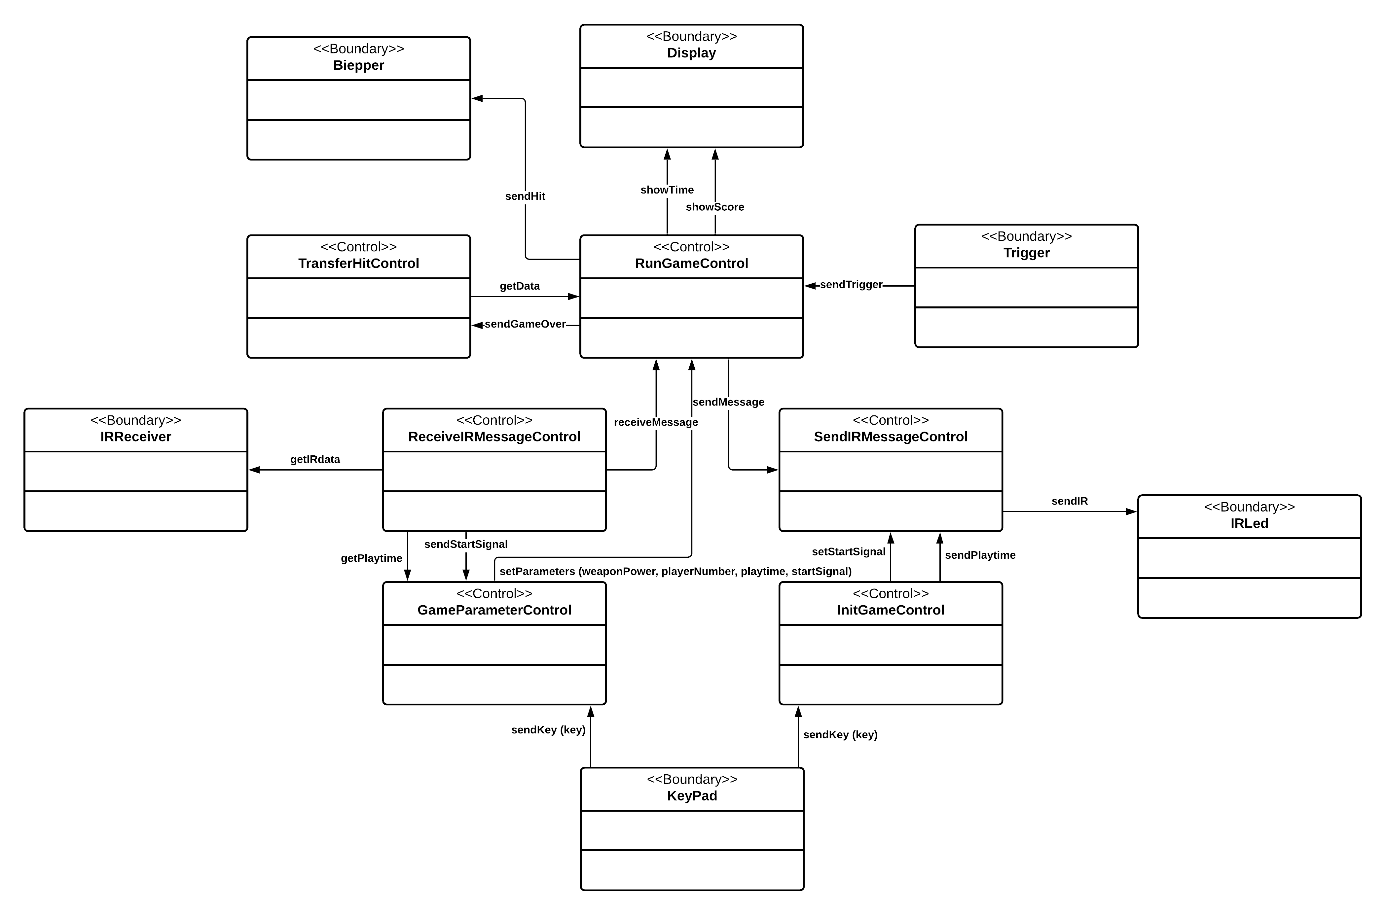 <<Boundary>>
Biepper
<<Boundary>>
Display
sendHit
showTime
showScore
<<Control>>
TransferHitControl
<<Control>>
RunGameControl
<<Boundary>>
Trigger
getData
sendGameOver
sendTrigger
<<Boundary>>
IRReceiver
<<Control>>
ReceiveIRMessageControl
receiveMessage
sendMessage
<<Control>>
SendIRMessageControl
getIRdata
sendIR
<<Boundary>>
IRLed
getPlaytime
sendStartSignal
setParameters (weaponPower, playerNumber, playtime, startSignal)
setStartSignal
sendPlaytime
<<Control>>
GameParameterControl
<<Control>>
InitGameControl
sendKey (key)
sendKey (key)
<<Boundary>>
KeyPad